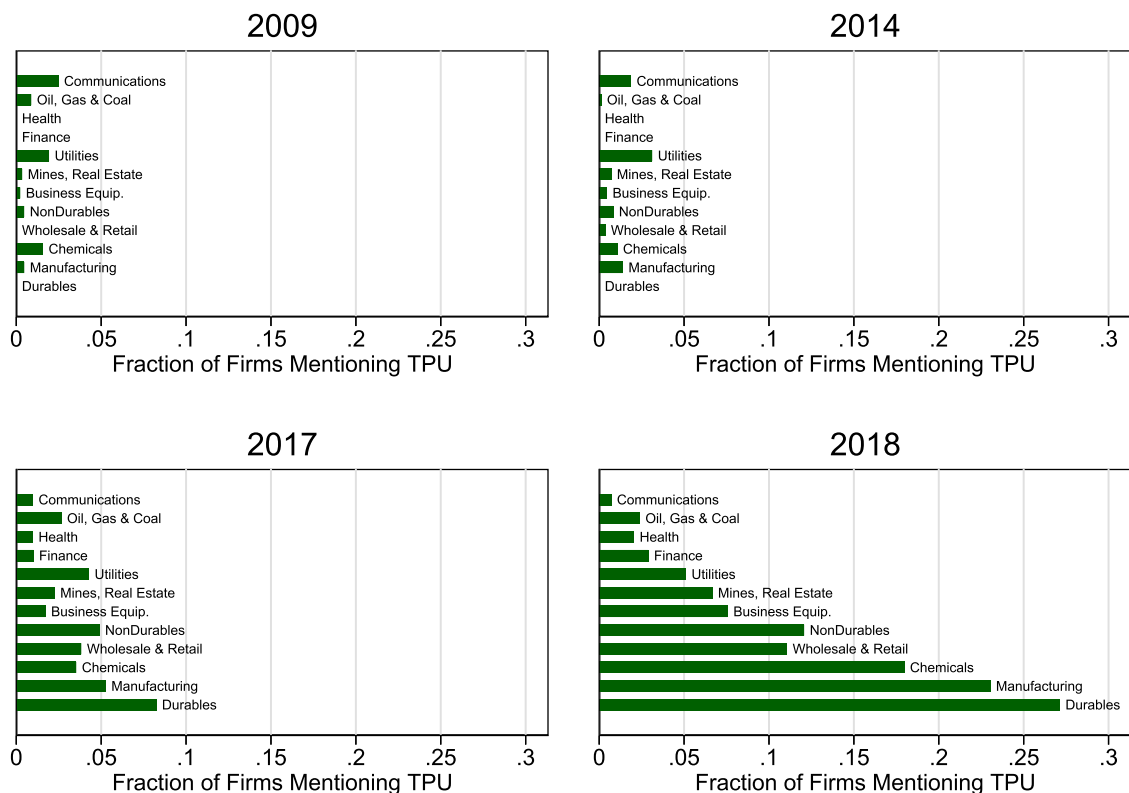 2009
Communications
Oil, Gas & Coal
Health
Finance
Utilities
Mines, Real Estate
Business Equip.
NonDurables
Wholesale & Retail
Chemicals
Manufacturing
Durables
0 .05 .1 .15 .2 .25 .3
Fraction of Firms Mentioning TPU
2014
Communications
Oil, Gas & Coal
Health
Finance
Utilities
Mines, Real Estate
Business Equip.
NonDurables
Wholesale & Retail
Chemicals
Manufacturing
Durables
0 .05 .1 .15 .2 .25 .3
Fraction of Firms Mentioning TPU
2017
Communications
Oil, Gas & Coal
Health
Finance
Utilities
Mines, Real Estate
Business Equip.
NonDurables
Wholesale & Retail
Chemicals
Manufacturing
Durables
0 .05 .1 .15 .2 .25 .3
Fraction of Firms Mentioning TPU
2018
Communications
Oil, Gas & Coal
Health
Finance
Utilities
Mines, Real Estate
Business Equip.
NonDurables
Wholesale & Retail
Chemicals
Manufacturing
Durables
0 .05 .1 .15 .2 .25 .3
Fraction of Firms Mentioning TPU